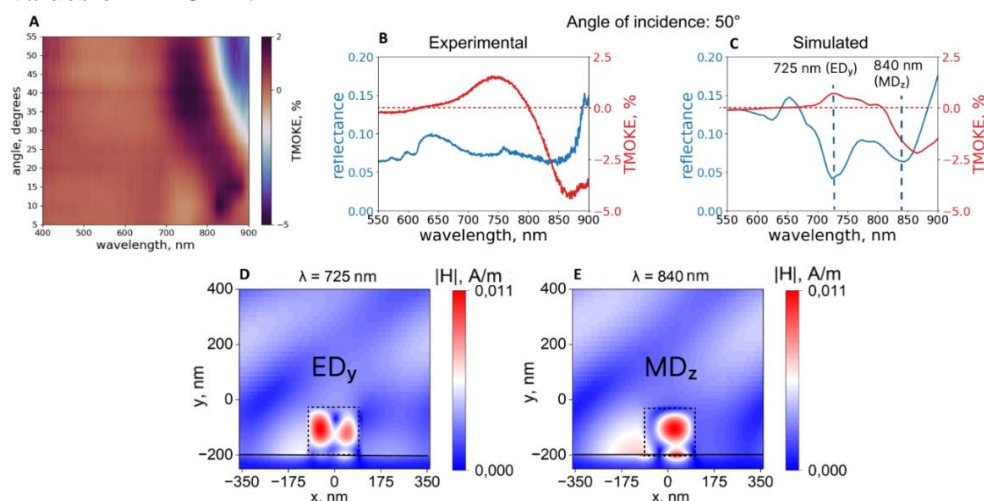 Angle of incidence: 50°
A
angle, degrees
55
50
45
40
35
30
25
20
15
10
5
400 500 600 700 800 900
wavelength, nm
2
0
−5
TMOKE, %
B Experimental
reflectance
0.20
0.15
0.10
0.05
0.00
550 600 650 700 750 800 850 900
wavelength, nm
2.5
0.0
−2.5
−5.0
TMOKE, %
C Simulated
725 nm (EDy)
840 nm
(MDz)
reflectance
0.20
0.15
0.10
0.05
0.00
550 600 650 700 750 800 850 900
wavelength, nm
2.5
0.0
−2.5
−5.0
TMOKE, %
D λ = 725 nm
|H|, A/m
0,011
0,000
EDy
y, nm
400
200
0
−200
−350 −175 0 175 350
x, nm
E λ = 840 nm
|H|, A/m
0,011
0,000
MDz
y, nm
400
200
0
−200
−350 −175 0 175 350
x, nm